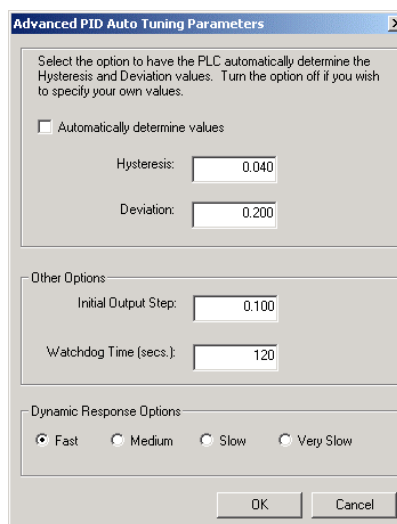 Advanced PID Auto Tuning Parameters
Select the option to have the PLC automatically determine the
Hysteresis and Deviation values. Turn the option off if you wish
to specify your own values.
Automatically determine values
Hysteresis: 0.040
Deviation: 0.200
Other Options
Initial Output Step: 0.100
Watchdog Time (secs.): 120
Dynamic Response Options
Fast Medium Slow Very Slow
OK Cancel